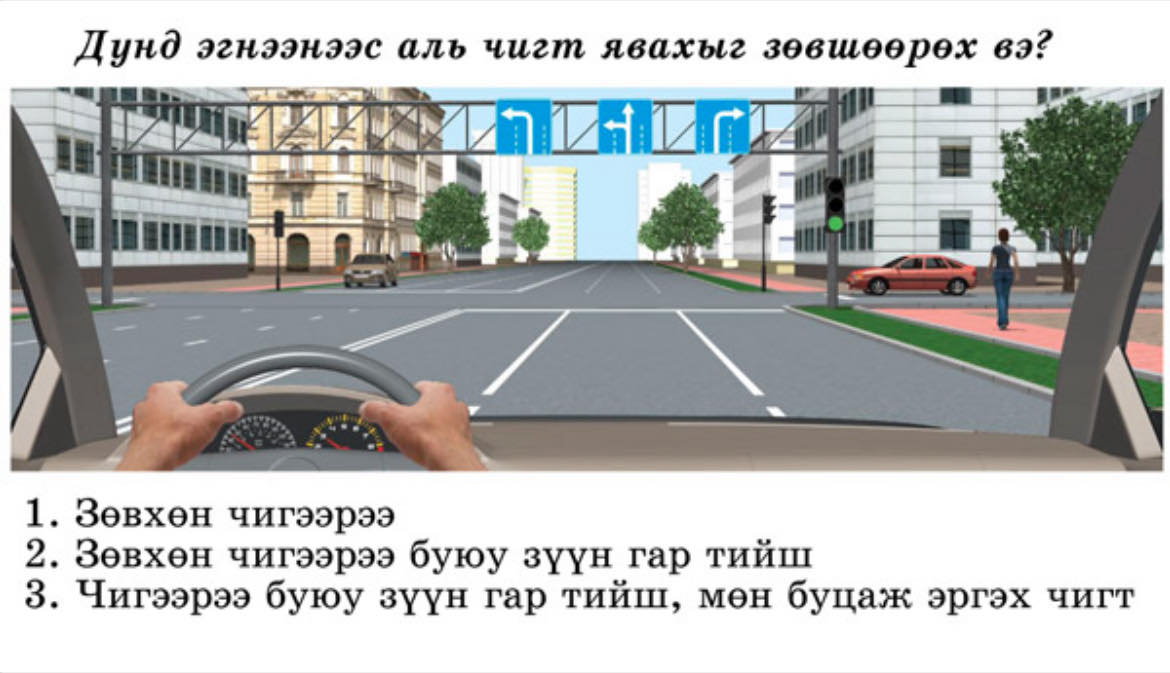 Дунд эгнээнээс аль чигт явахыг зөвшөөрөх вэ?
1. Зөвхөн чигээрээ
2. Зөвхөн чигээрээ буюу зүүн гар тийш
3. Чигээрээ буюу зүүн гар тийш, мөн буцаж эргэх чигт